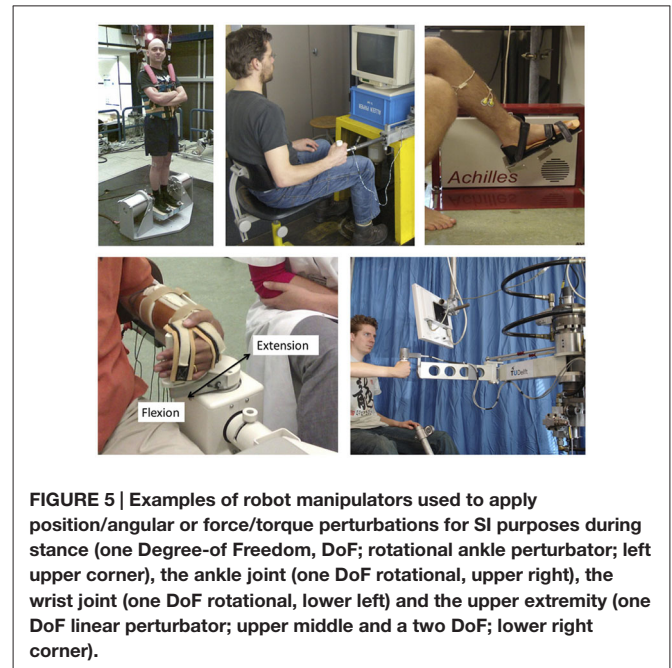 Achilles
Extension
Flexion
TUDelft
FIGURE 5 | Examples of robot manipulators used to apply
position/angular or force/torque perturbations for SI purposes during
stance (one Degree-of Freedom, DoF; rotational ankle perturbator; left
upper corner), the ankle joint (one DoF rotational, upper right), the
wrist joint (one DoF rotational, lower left) and the upper extremity (one
DoF linear perturbator; upper middle and a two DoF; lower right
corner).